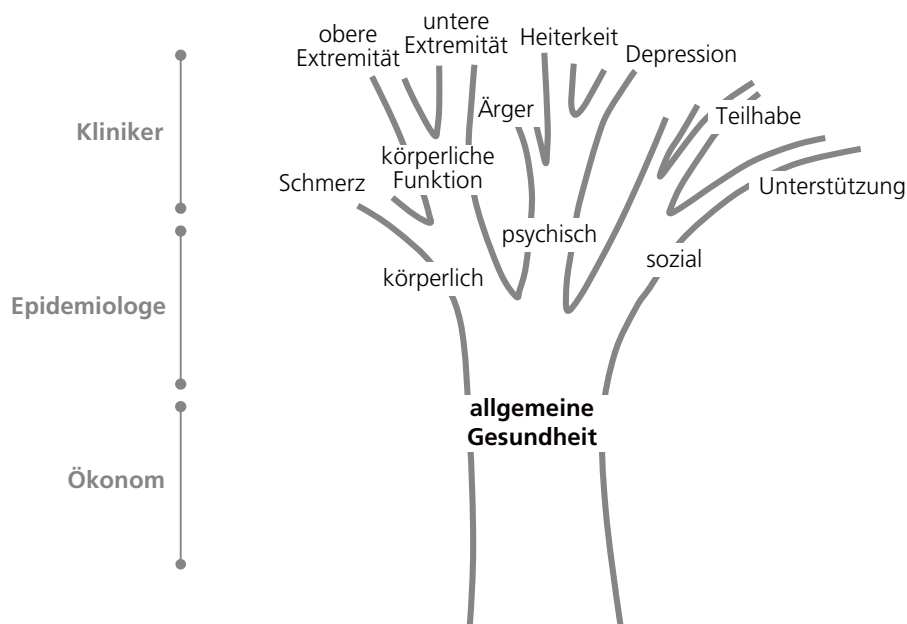 obere
Extremität
untere
Extremität
Heiterkeit
Depression
Kliniker
Ärger
Teilhabe
körperliche
Funktion
Schmerz
Unterstützung
psychisch
sozial
körperlich
Epidemiologe
allgemeine
Gesundheit
Ökonom